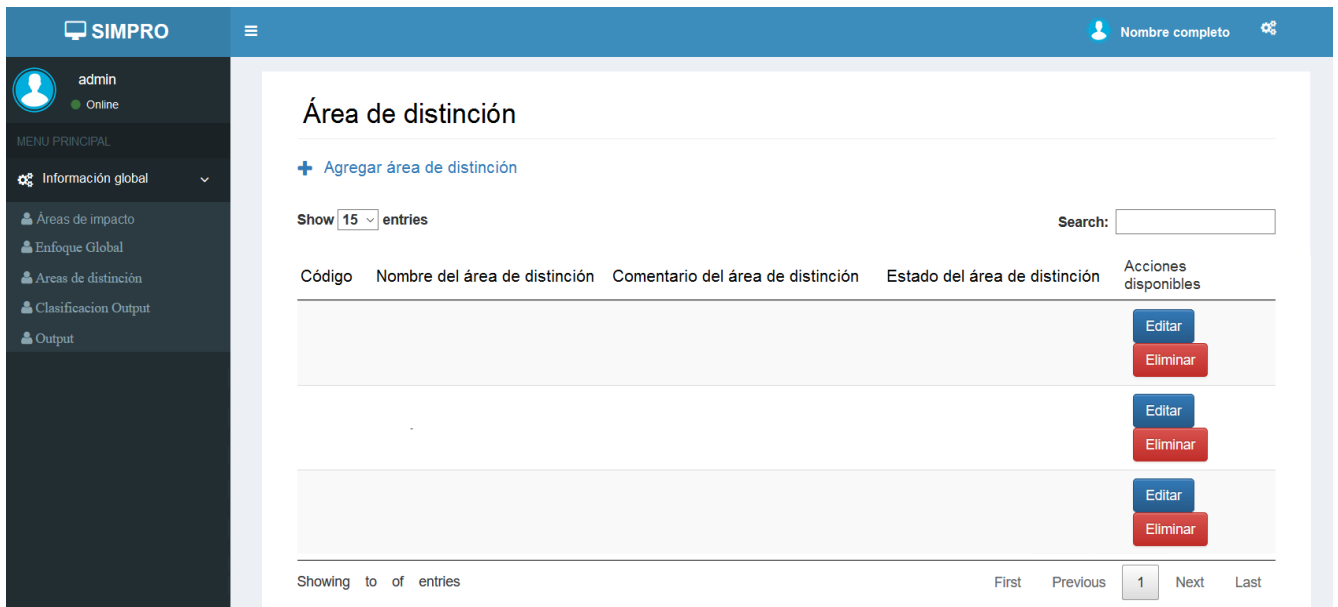 SIMPRO
Nombre completo
admin
Online
MENU PRINCIPAL
Información global
Áreas de impacto
Enfoque Global
Areas de distinción
Clasificacion Output
Output
Área de distinción
Agregar área de distinción
Show 15 entries
Search:
Código Nombre del área de distinción Comentario del área de distinción Estado del área de distinción Acciones disponibles
Editar
Eliminar
Editar
Eliminar
Editar
Eliminar
Showing to of entries
First Previous 1 Next Last